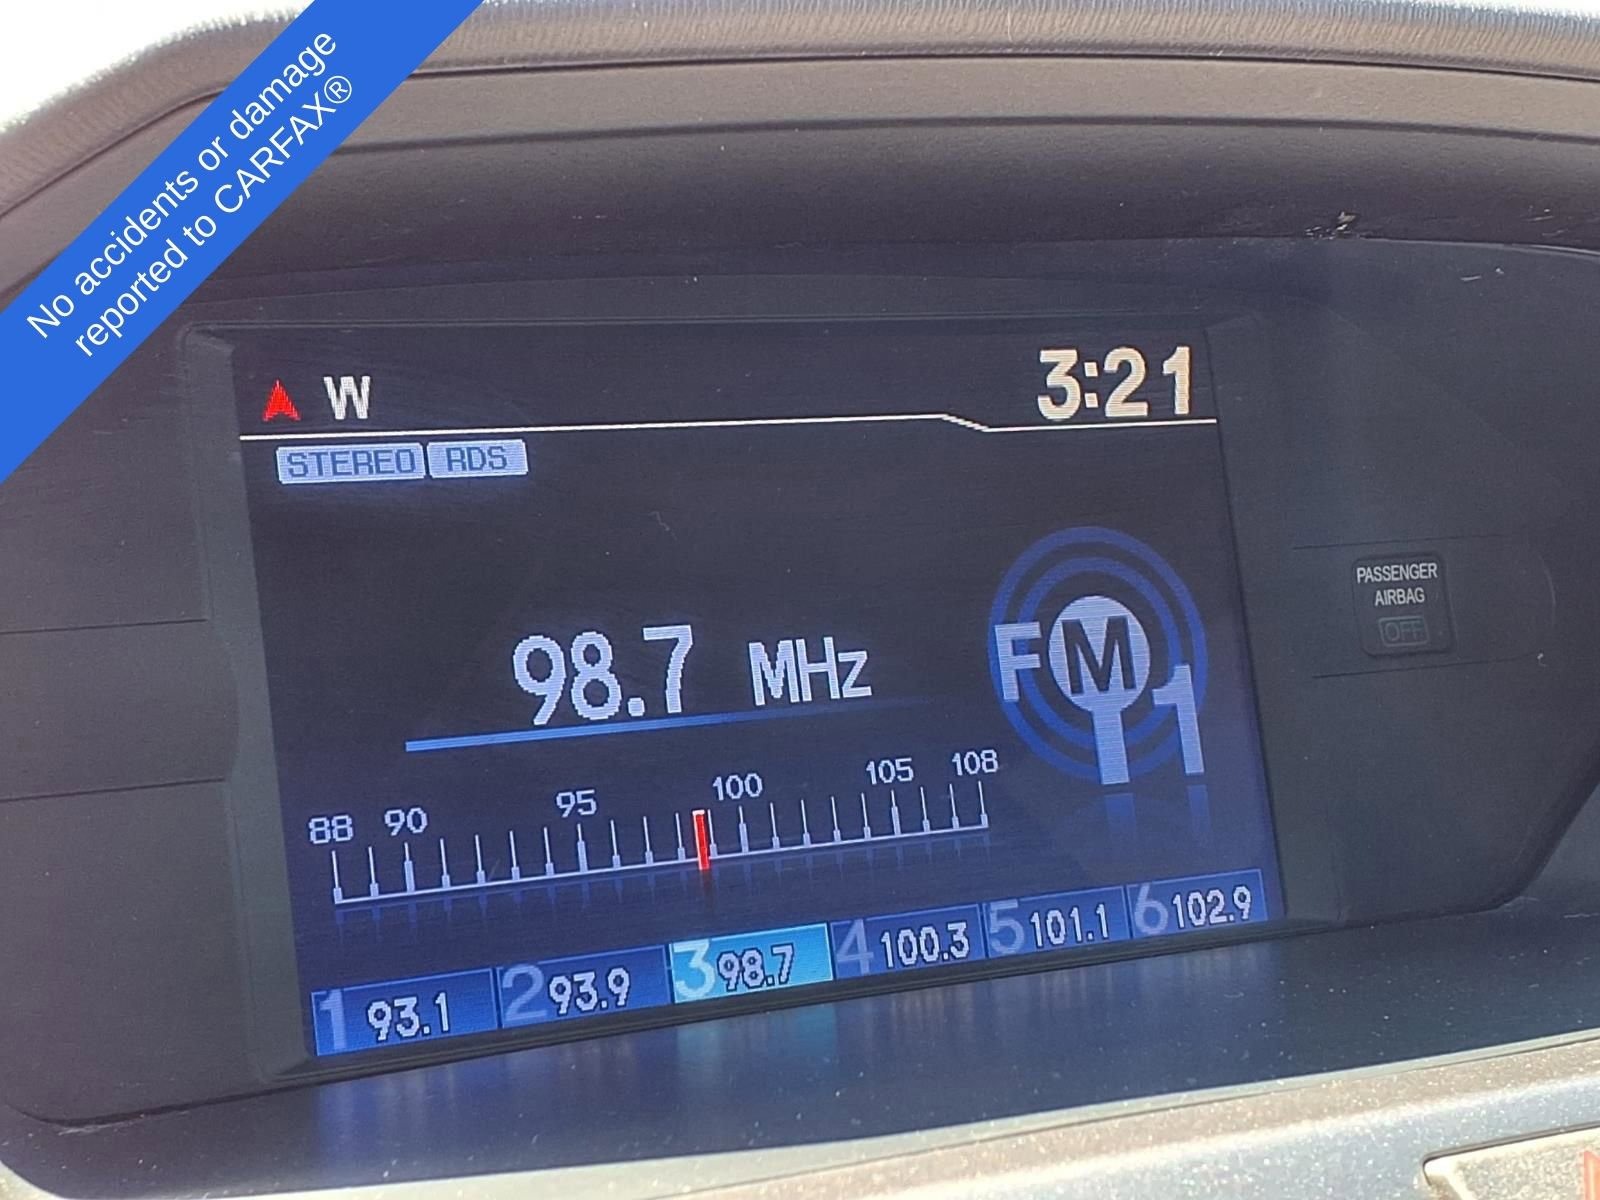 No accidents or damage
reported to CARFAX®
W
3:21
STEREO RDS
98.7 MHz
FM1
88 90 95 100 105 108
1 93.1 2 93.9 3 98.7 4 100.3 5 101.1 6 102.9
PASSENGER
AIRBAG
OFF